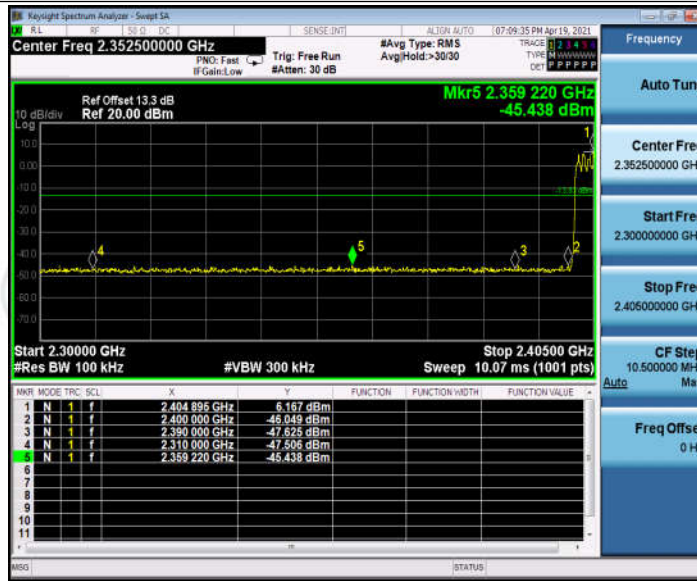 Keysight Spectrum Analyzer - Swept SA
RL RF 50 Ω DC SENSE:INT ALIGN AUTO 07:09:35 PM Apr 19, 2021
Center Freq 2.352500000 GHz
PNO: Fast
IFGain:Low
Trig: Free Run
#Atten: 30 dB
#Avg Type: RMS
Avg|Hold:>30/30
TRACE 1 2 3 4 5 6
TYPE M W W W W W
DET P P P P P P
Frequency
Auto Tun
Center Fre
2.352500000 GH
Start Fre
2.300000000 GH
Stop Fre
2.405000000 GH
CF Step
10.500000 MH
Auto Ma
Freq Offse
0 H
Ref Offset 13.3 dB
10 dB/div Ref 20.00 dBm
Log
Mkr5 2.359 220 GHz
-45.438 dBm
10.0
0.00
-10.0
-20.0
-30.0
-40.0
-50.0
-60.0
-70.0
1
2
3
4
5
Start 2.30000 GHz Stop 2.40500 GHz
#Res BW 100 kHz #VBW 300 kHz Sweep 10.07 ms (1001 pts)
MKR MODE TRC SCL X Y FUNCTION FUNCTION WIDTH FUNCTION VALUE
1 N 1 f 2.404 895 GHz 6.167 dBm
2 N 1 f 2.400 000 GHz -46.049 dBm
3 N 1 f 2.390 000 GHz -47.625 dBm
4 N 1 f 2.310 000 GHz -47.506 dBm
5 N 1 f 2.359 220 GHz -45.438 dBm
6
7
8
9
10
11
MSG STATUS